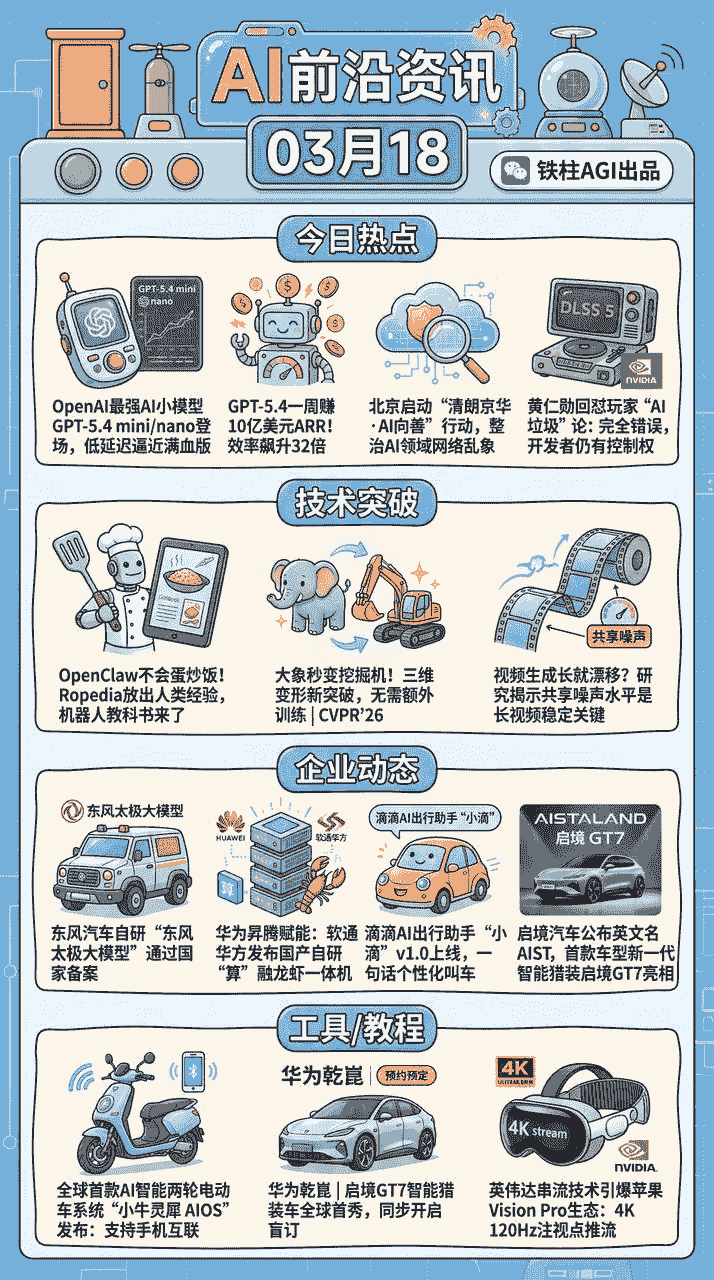 AI前沿资讯
03月18
铁柱AGI出品
今日热点
GPT-5.4 mini
nano
DLSS 5
NVIDIA
OpenAI最强AI小模型
GPT-5.4 mini/nano登
场，低延迟逼近满血版
GPT-5.4一周赚
10亿美元ARR！
效率飙升32倍
北京启动“清朗京华
·AI向善”行动，整
治AI领域网络乱象
黄仁勋回怼玩家“AI
垃圾”论：完全错误，
开发者仍有控制权
技术突破
共享噪声
OpenClaw不会蛋炒饭！
Ropedia放出人类经验，
机器人教科书来了
大象秒变挖掘机！三维
变形新突破，无需额外
训练 | CVPR’26
视频生成长就漂移？研
究揭示共享噪声水平是
长视频稳定关键
企业动态
东风太极大模型
HUAWEI
软通华方
算
滴滴AI出行助手“小滴”
AISTALAND
启境 GT7
东风汽车自研“东风
太极大模型”通过国
家备案
华为昇腾赋能：软通
华方发布国产自研
“算”融龙虾一体机
滴滴AI出行助手“小
滴”v1.0上线，一
句话个性化叫车
启境汽车公布英文名
AIST，首款车型新一代
智能猎装启境GT7亮相
工具/教程
华为乾崑 | 预约预定
4K
4K stream
NVIDIA
全球首款AI智能两轮电动
车系统“小牛灵犀 AIOS”
发布：支持手机互联
华为乾崑 | 启境GT7智能猎
装车全球首秀，同步开启
盲订
英伟达串流技术引爆苹果
Vision Pro生态：4K
120Hz注视点推流